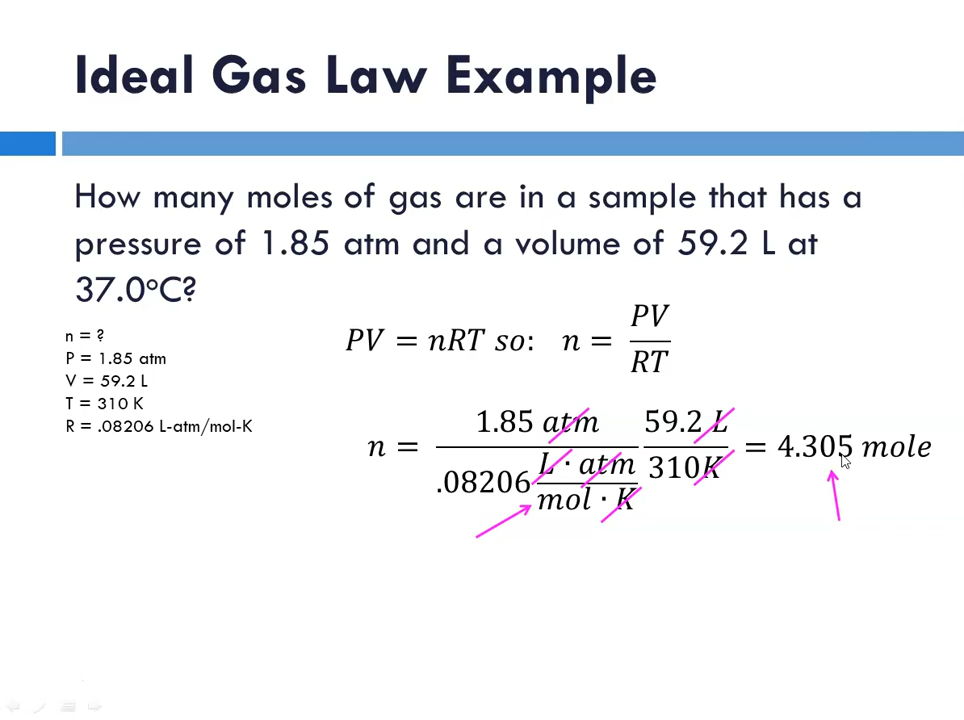 Ideal Gas Law Example
How many moles of gas are in a sample that has a
pressure of 1.85 atm and a volume of 59.2 L at
37.0°C?
n = ?
P = 1.85 atm
V = 59.2 L
T = 310 K
R = .08206 L-atm/mol-K
PV = nRT so: n = PV/RT
n = 1.85 atm / .08206 L · atm/mol · K 59.2 L/310K = 4.305 mole